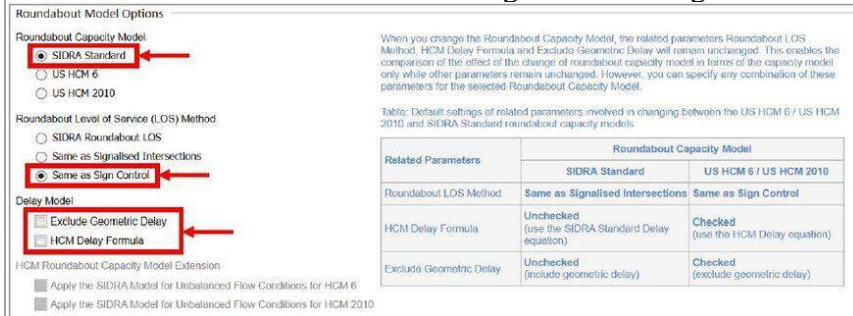 Roundabout Model Options
Roundabout Capacity Model
SIDRA Standard
US HCM 6
US HCM 2010
Roundabout Level of Service (LOS) Method
SIDRA Roundabout LOS
Same as Signalised Intersections
Same as Sign Control
Delay Model
Exclude Geometric Delay
HCM Delay Formula
HCM Roundabout Capacity Model Extension
Apply the SIDRA Model for Unbalanced Flow Conditions for HCM 6
Apply the SIDRA Model for Unbalanced Flow Conditions for HCM 2010
When you change the Roundabout Capacity Model, the related parameters Roundabout LOS
Method, HCM Delay Formula and Exclude Geometric Delay will remain unchanged. This enables the
comparison of the effect of the change of roundabout capacity model in terms of the capacity model
only while other parameters remain unchanged. However, you can specify any combination of these
parameters for the selected Roundabout Capacity Model.
Table: Default settings of related parameters involved in changing between the US HCM 6 / US HCM
2010 and SIDRA Standard roundabout capacity models
Related Parameters
Roundabout Capacity Model
SIDRA Standard
US HCM 6 / US HCM 2010
Roundabout LOS Method
Same as Signalised Intersections
Same as Sign Control
HCM Delay Formula
Unchecked
(use the SIDRA Standard Delay
equation)
Checked
(use the HCM Delay equation)
Exclude Geometric Delay
Unchecked
(include geometric delay)
Checked
(exclude geometric delay)